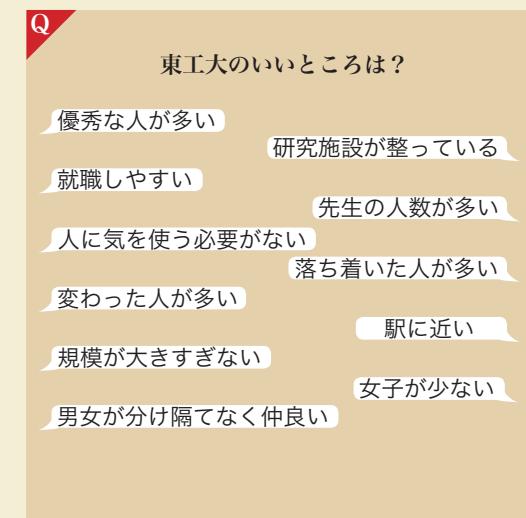 Q
東工大のいいところは？
優秀な人が多い
研究施設が整っている
就職しやすい
先生の人数が多い
人に気を使う必要がない
落ち着いた人が多い
変わった人が多い
駅に近い
規模が大きすぎない
女子が少ない
男女が分け隔てなく仲良い